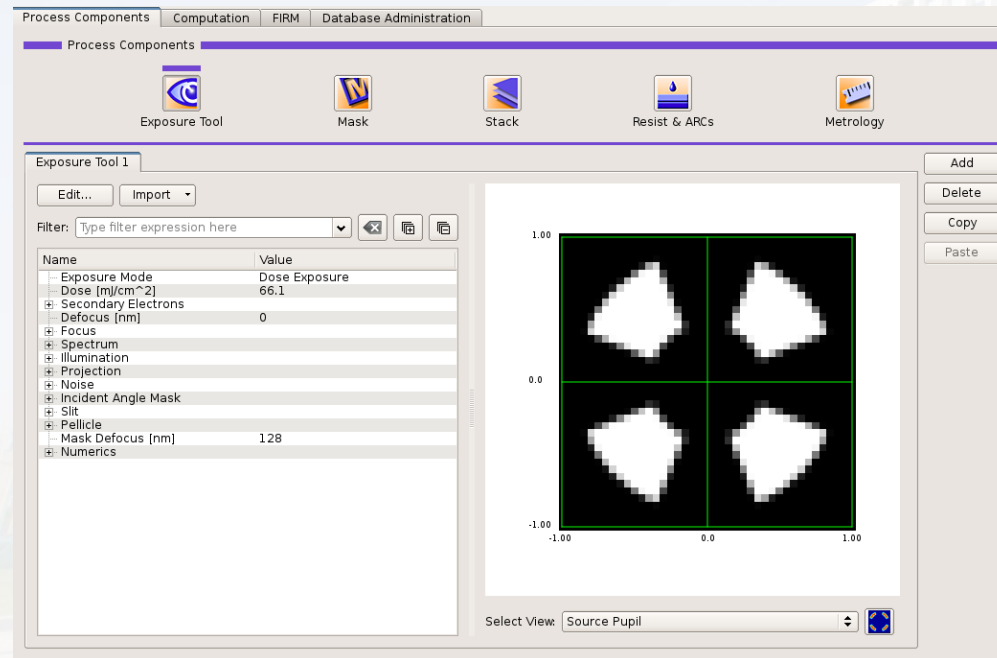 Process Components Computation FIRM Database Administration
Process Components
Exposure Tool Mask Stack Resist & ARCs Metrology
Exposure Tool 1
Add
Edit... Import
Delete
Filter: Type filter expression here
Copy
Paste
Name Value
Exposure Mode Dose Exposure
Dose [mJ/cm^2] 66.1
Secondary Electrons
Defocus [nm] 0
Focus
Spectrum
Illumination
Projection
Noise
Incident Angle Mask
Slit
Pellicle
Mask Defocus [nm] 128
Numerics
1.00
0.0
-1.00
-1.00 0.0 1.00
Select View: Source Pupil